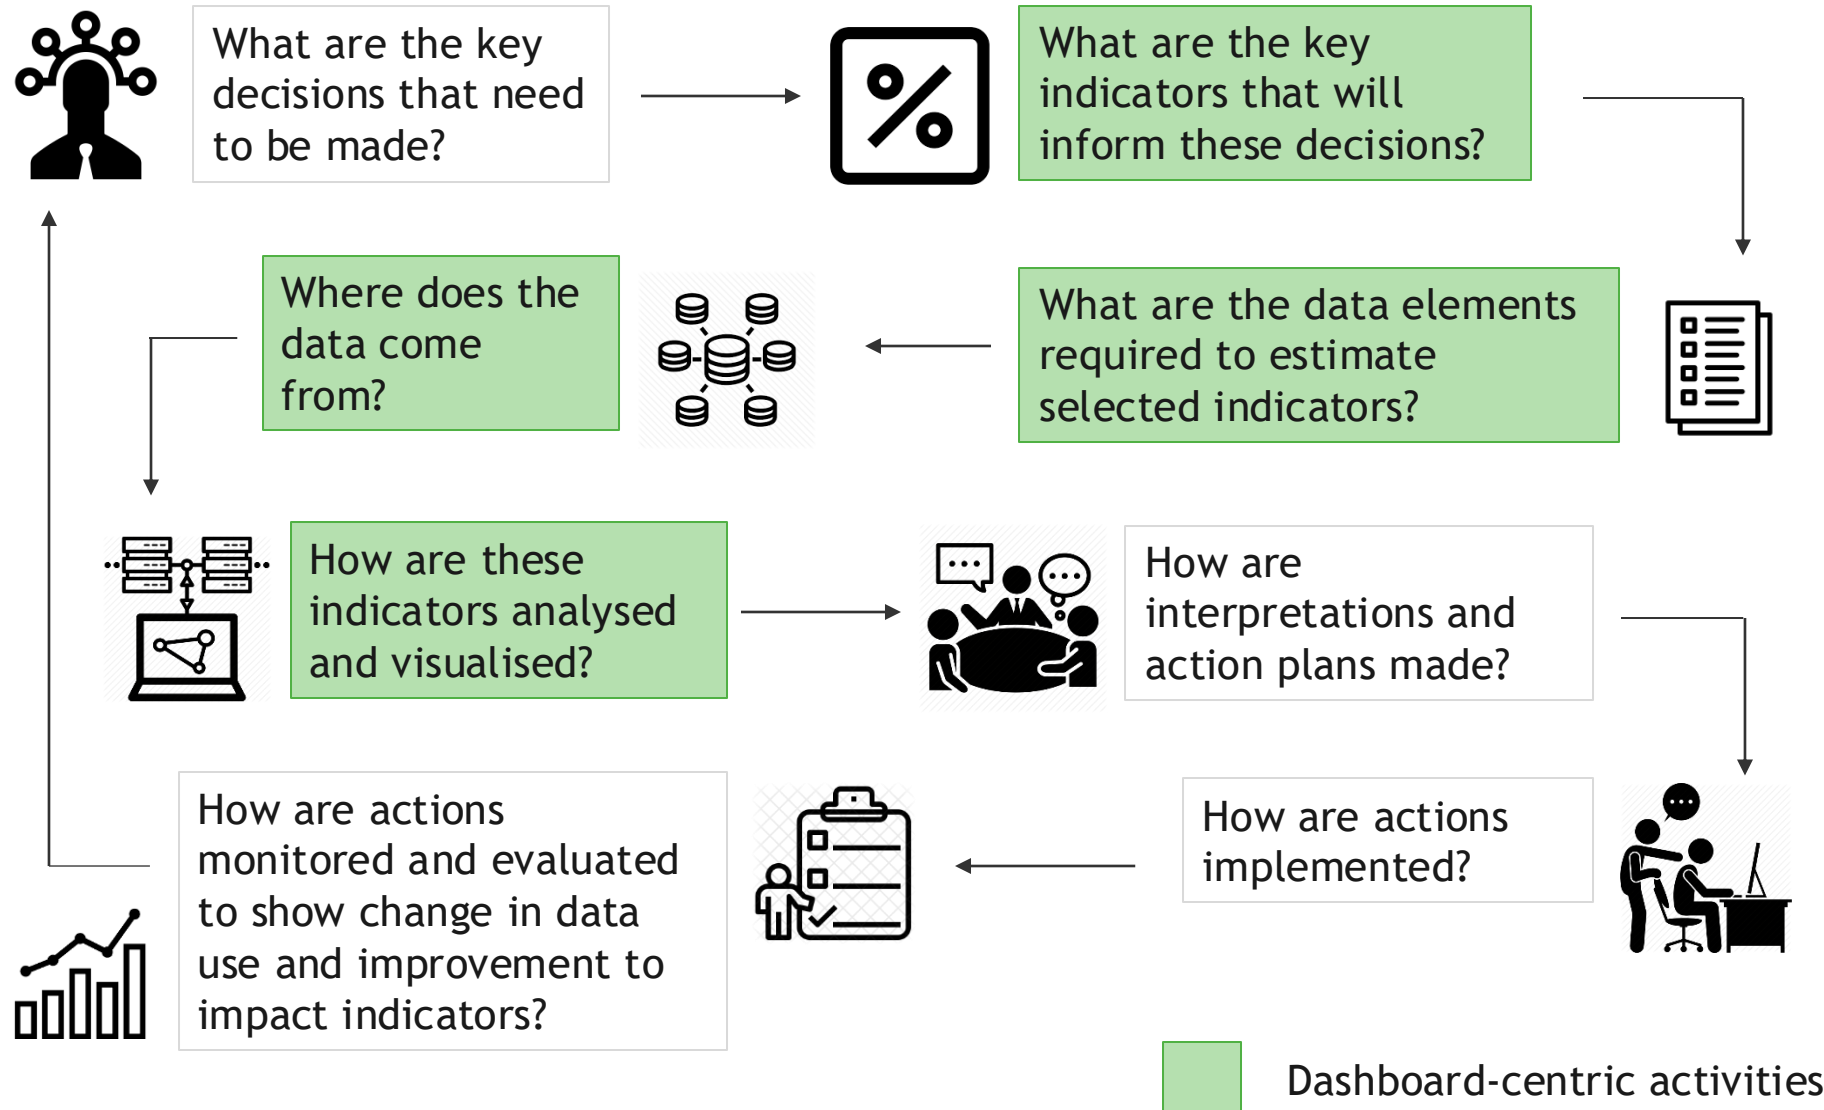 What are the key
decisions that need
to be made?
What are the key
indicators that will
inform these decisions?
Where does the
data come
from?
What are the data elements
required to estimate
selected indicators?
How are these
indicators analysed
and visualised?
How are
interpretations and
action plans made?
How are actions
monitored and evaluated
to show change in data
use and improvement to
impact indicators?
How are actions
implemented?
Dashboard-centric activities